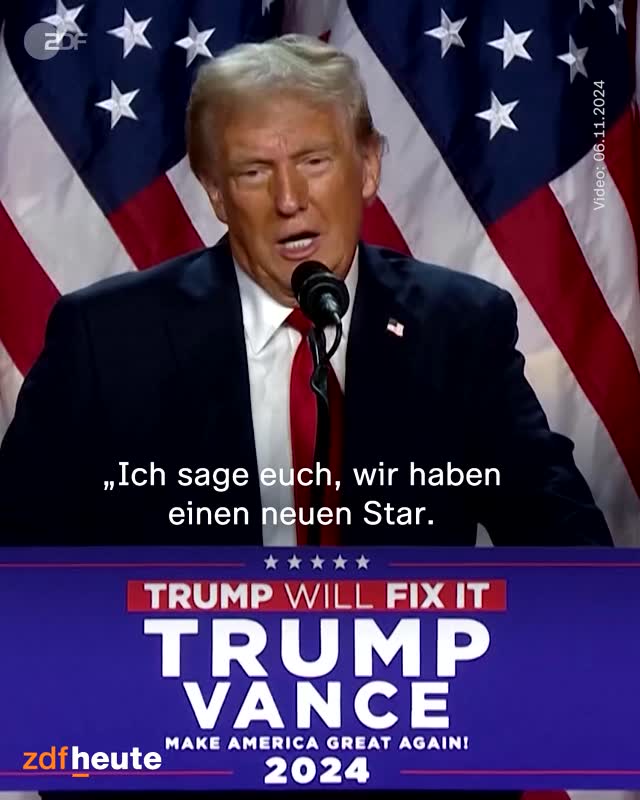 ZDF
Video: 06.11.2024
„Ich sage euch, wir haben
einen neuen Star.
TRUMP WILL FIX IT
TRUMP
VANCE
MAKE AMERICA GREAT AGAIN!
2024
zdfheute